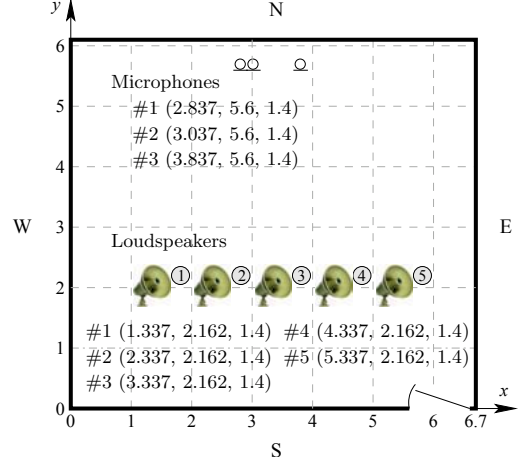 y
N
6
Microphones
#1 (2.837, 5.6, 1.4)
5
#2 (3.037, 5.6, 1.4)
#3 (3.837, 5.6, 1.4)
4
W
3
E
Loudspeakers
1 2 3 4 5
2
#1 (1.337, 2.162, 1.4) #4 (4.337, 2.162, 1.4)
1
#2 (2.337, 2.162, 1.4) #5 (5.337, 2.162, 1.4)
#3 (3.337, 2.162, 1.4)
x
0
0 1 2 3 4 5 6 6.7
S